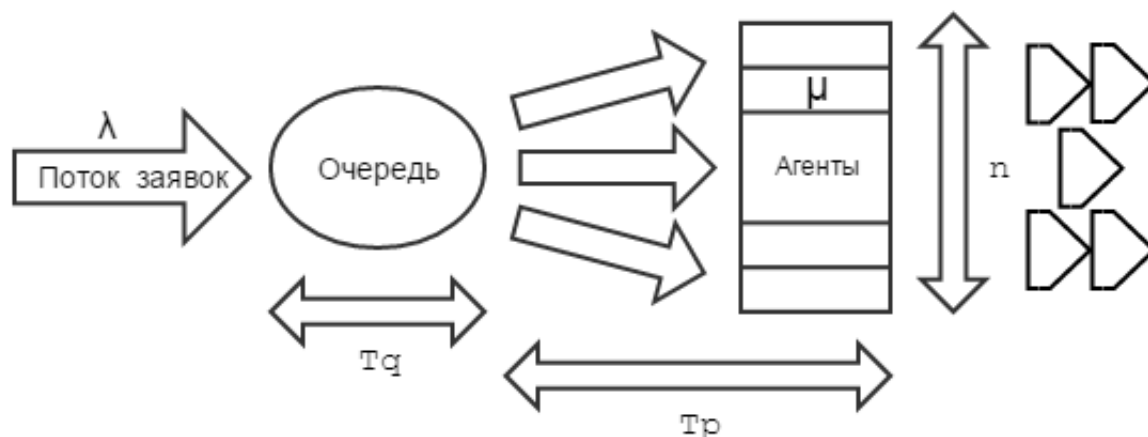 λ
Поток заявок
Очередь
μ
Агенты
n
Tq
Tp